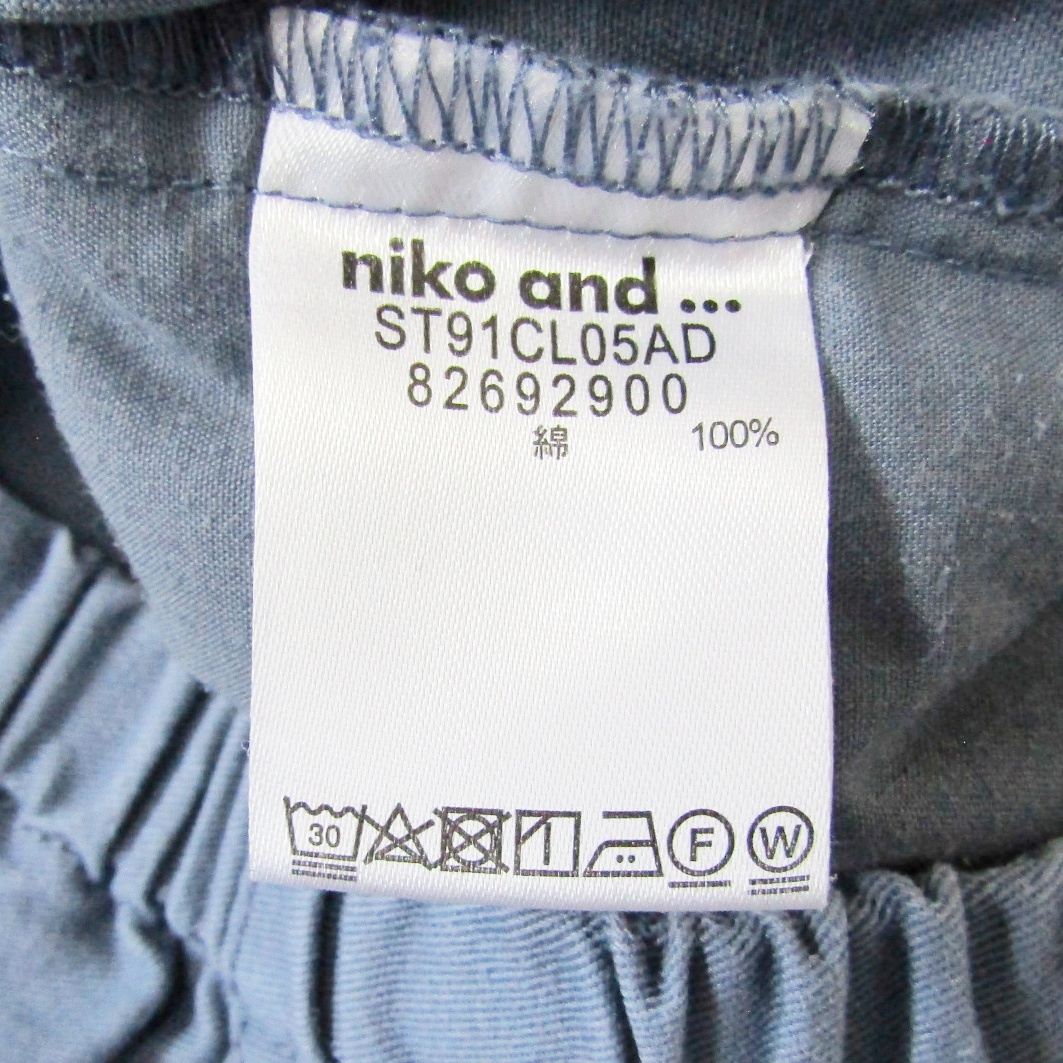 niko and ...
ST91CL05AD
82692900
綿 100%
30 F W